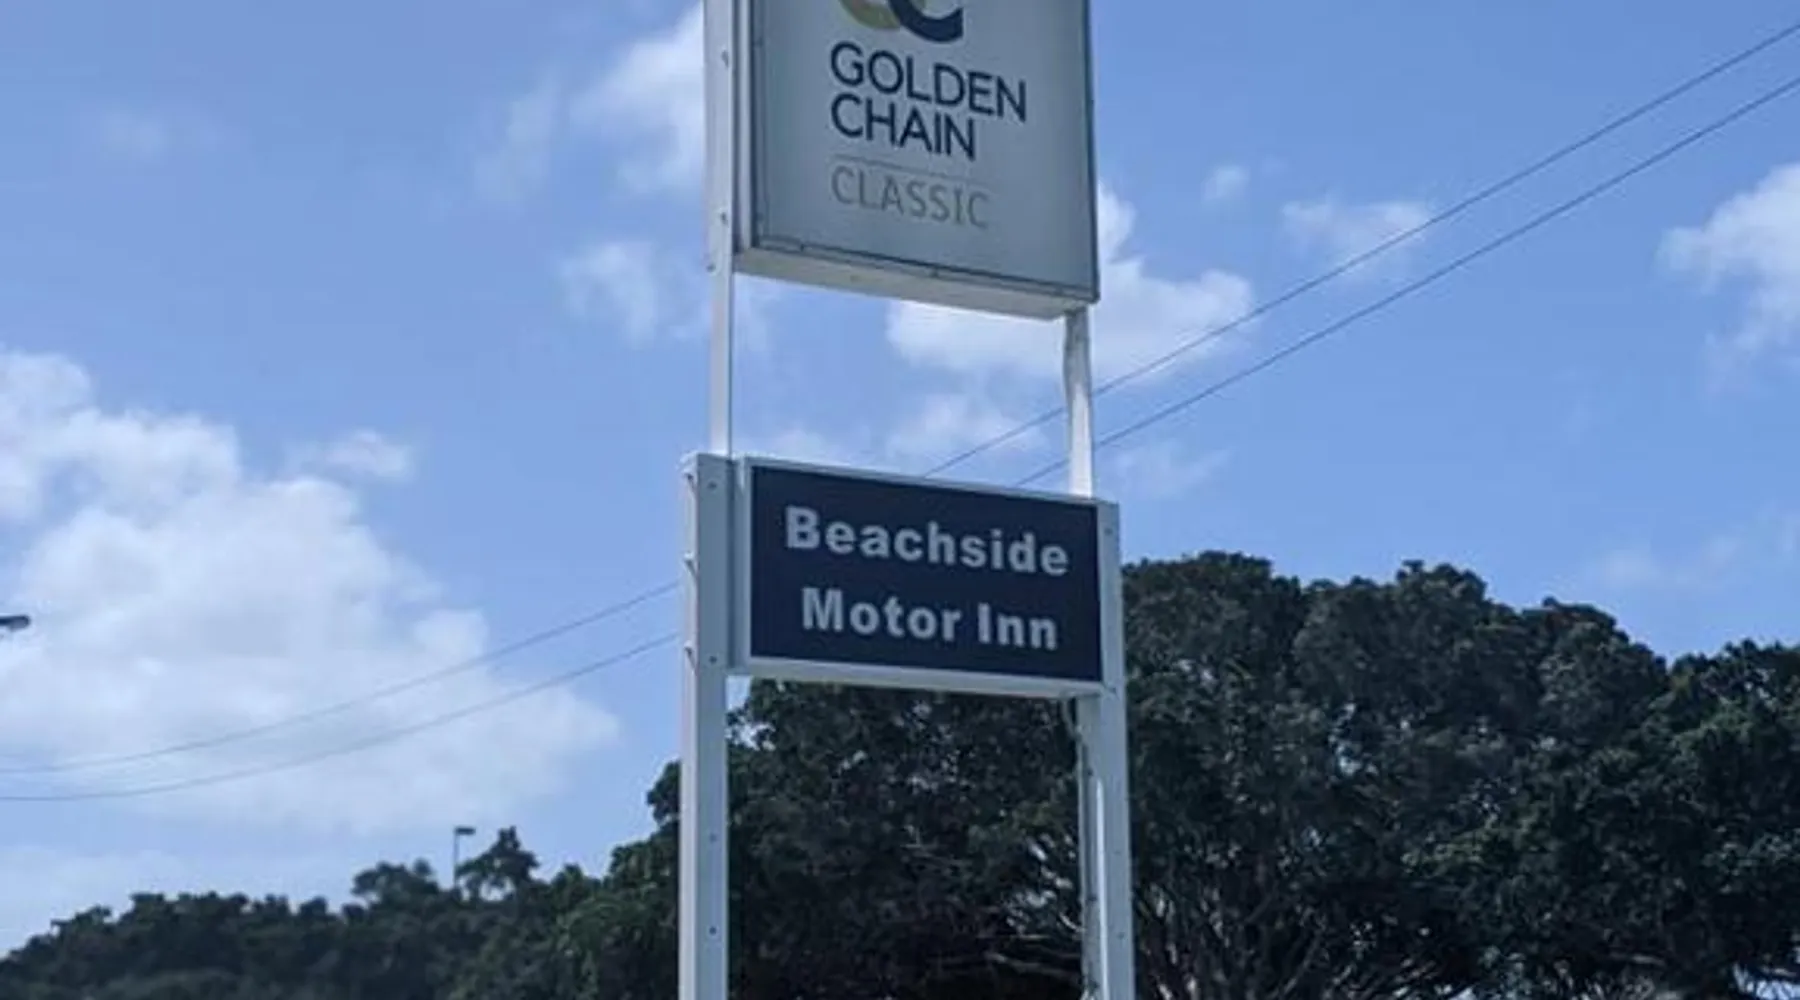 GOLDEN
CHAIN
CLASSIC
Beachside
Motor Inn